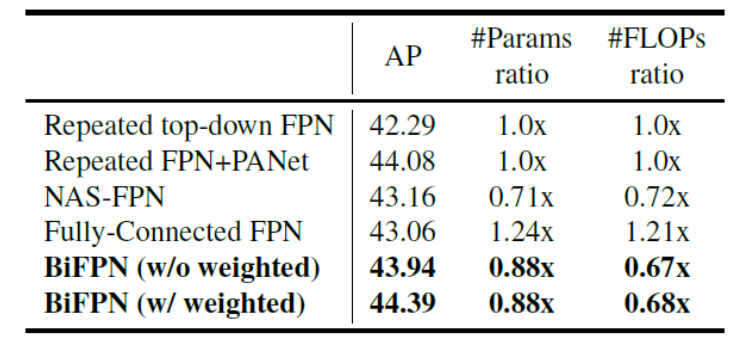 AP #Params ratio #FLOPs ratio
Repeated top-down FPN 42.29 1.0x 1.0x
Repeated FPN+PANet 44.08 1.0x 1.0x
NAS-FPN 43.16 0.71x 0.72x
Fully-Connected FPN 43.06 1.24x 1.21x
BiFPN (w/o weighted) 43.94 0.88x 0.67x
BiFPN (w/ weighted) 44.39 0.88x 0.68x